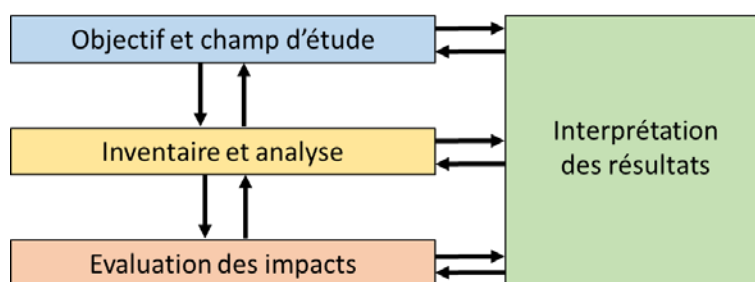 Objectif et champ d'étude
Inventaire et analyse
Evaluation des impacts
Interprétation
des résultats